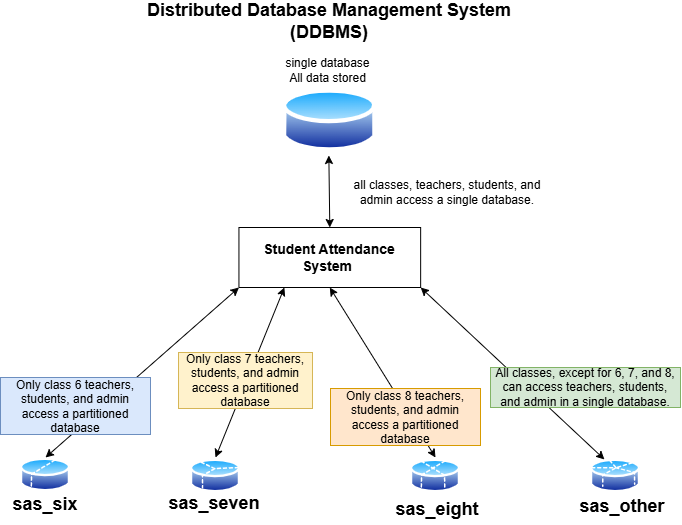 Distributed Database Management System
(DDBMS)
single database
All data stored
all classes, teachers, students, and
admin access a single database.
Student Attendance
System
Only class 6 teachers,
students, and admin
access a partitioned
database
Only class 7 teachers,
students, and admin
access a partitioned
database
Only class 8 teachers,
students, and admin
access a partitioned
database
All classes, except for 6, 7, and 8,
can access teachers, students,
and admin in a single database.
sas_six
sas_seven
sas_eight
sas_other